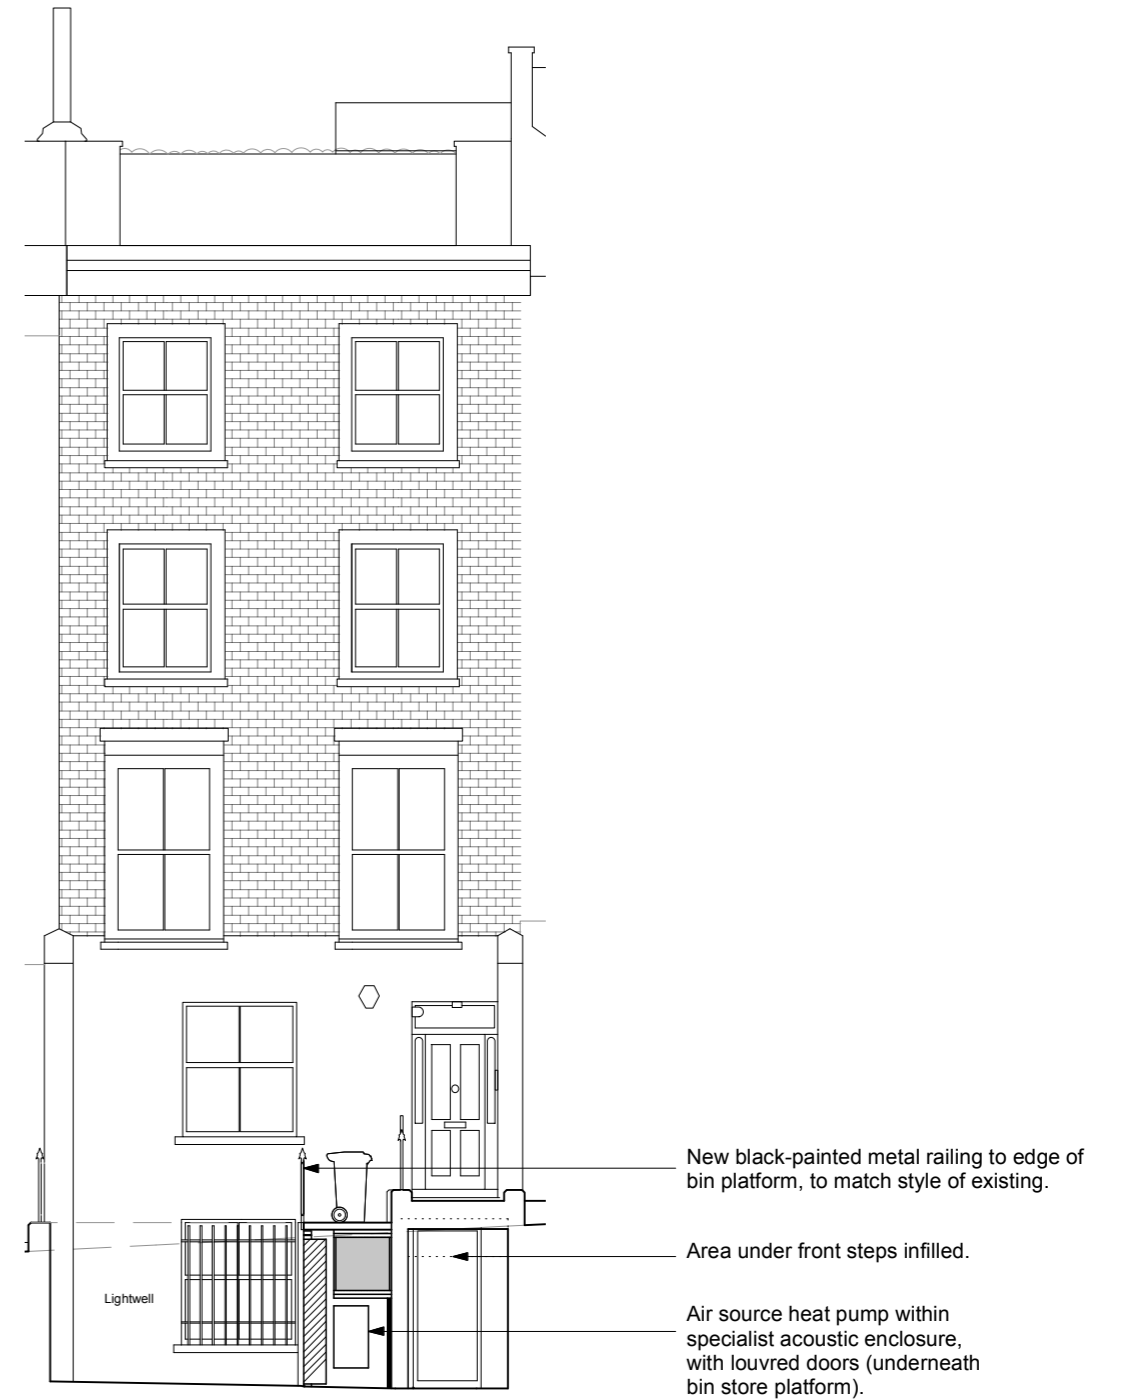 New black-painted metal railing to edge of
bin platform, to match style of existing.
Area under front steps infilled.
Lightwell
Air source heat pump within
specialist acoustic enclosure,
with louvred doors (underneath
bin store platform).